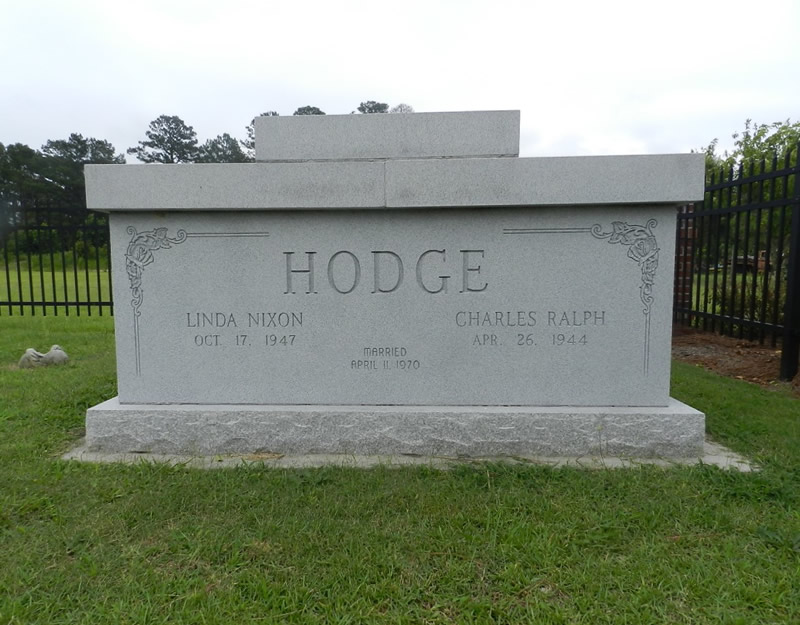 HODGE
LINDA NIXON
OCT. 17, 1947
CHARLES RALPH
APR. 26, 1944
MARRIED
APRIL 11, 1970